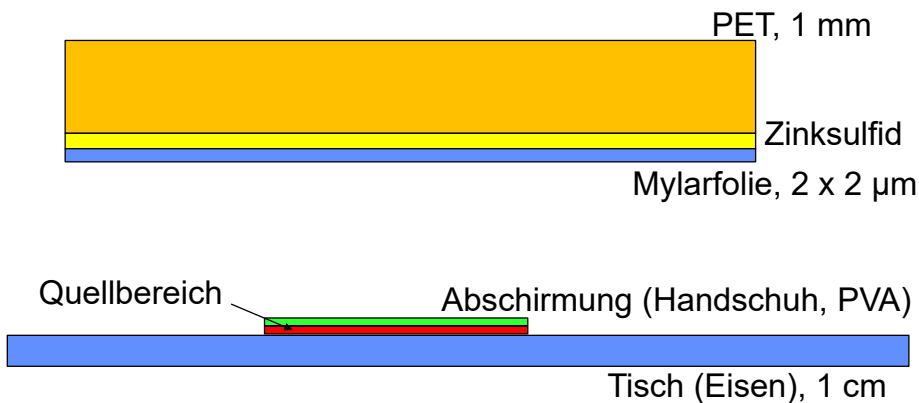 PET, 1 mm
Zinksulfid
Mylarfolie, 2 x 2 µm
Quellbereich
Abschirmung (Handschuh, PVA)
Tisch (Eisen), 1 cm